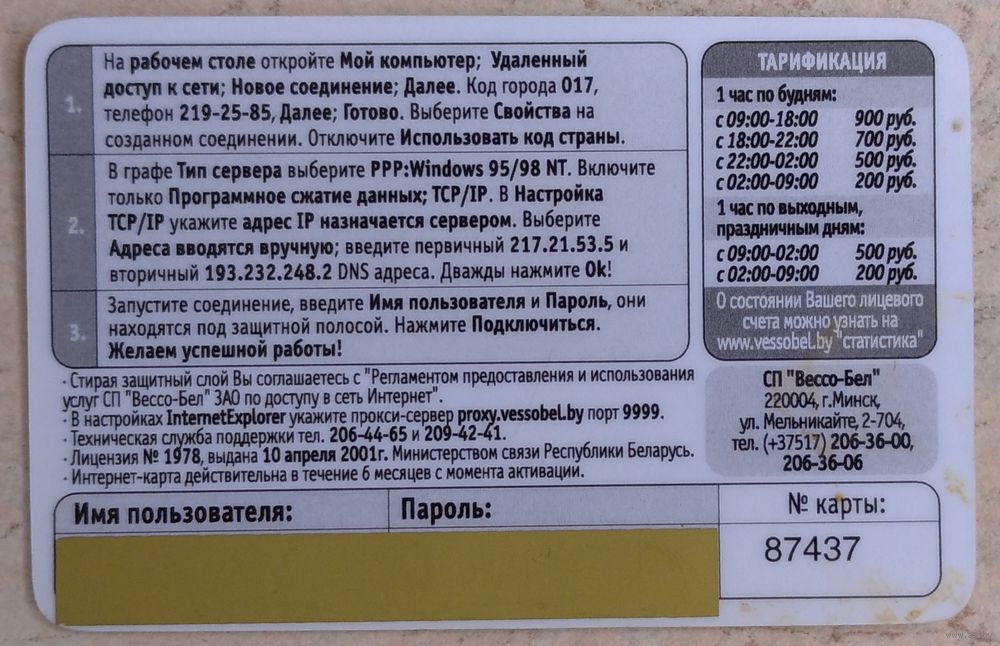 1.
На рабочем столе откройте Мой компьютер; Удаленный
доступ к сети; Новое соединение; Далее. Код города 017,
телефон 219-25-85, Далее; Готово. Выберите Свойства на
созданном соединении. Отключите Использовать код страны.
2.
В графе Тип сервера выберите PPP:Windows 95/98 NT. Включите
только Программное сжатие данных; TCP/IP. В Настройка
TCP/IP укажите адрес IP назначается сервером. Выберите
Адреса вводятся вручную; введите первичный 217.21.53.5 и
вторичный 193.232.248.2 DNS адреса. Дважды нажмите Ok!
3.
Запустите соединение, введите Имя пользователя и Пароль, они
находятся под защитной полосой. Нажмите Подключиться.
Желаем успешной работы!
ТАРИФИКАЦИЯ
1 час по будням:
с 09:00-18:00 900 руб.
с 18:00-22:00 700 руб.
с 22:00-02:00 500 руб.
с 02:00-09:00 200 руб.
1 час по выходным,
праздничным дням:
с 09:00-02:00 500 руб.
с 02:00-09:00 200 руб.
О состоянии Вашего лицевого
счета можно узнать на
www.vessobel.by "статистика"
· Стирая защитный слой Вы соглашаетесь с "Регламентом предоставления и использования
услуг СП "Вессо-Бел" ЗАО по доступу в сеть Интернет".
· В настройках InternetExplorer укажите прокси-сервер proxy.vessobel.by порт 9999.
· Техническая служба поддержки тел. 206-44-65 и 209-42-41.
· Лицензия № 1978, выдана 10 апреля 2001г. Министерством связи Республики Беларусь.
· Интернет-карта действительна в течение 6 месяцев с момента активации.
СП "Вессо-Бел"
220004, г.Минск,
ул. Мельникайте, 2-704,
тел. (+37517) 206-36-00,
206-36-06
Имя пользователя:
Пароль:
№ карты:
87437